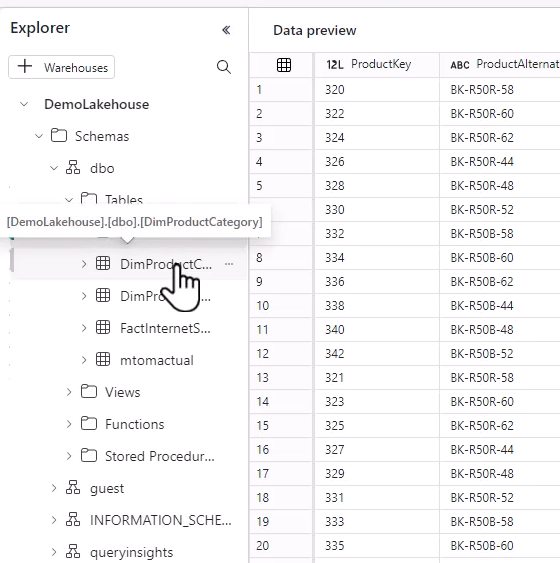 Explorer
«
Data preview
+ Warehouses
DemoLakehouse
Schemas
dbo
Tables
[DemoLakehouse].[dbo].[DimProductCategory]
DimProductC...
...
FactInternetS...
mtomactual
Views
Functions
Stored Procedur...
guest
INFORMATION_SCHE...
queryinsights
12L ProductKey ABC ProductAlternat
1 320 BK-R50R-58
2 322 BK-R50R-60
3 324 BK-R50R-62
4 326 BK-R50R-44
5 328 BK-R50R-48
330 BK-R50R-52
332 BK-R50B-58
8 334 BK-R50B-60
9 336 BK-R50B-62
10 338 BK-R50B-44
11 340 BK-R50B-48
12 342 BK-R50B-52
13 321 BK-R50R-58
14 323 BK-R50R-60
15 325 BK-R50R-62
16 327 BK-R50R-44
17 329 BK-R50R-48
18 331 BK-R50R-52
19 333 BK-R50B-58
20 335 BK-R50B-60